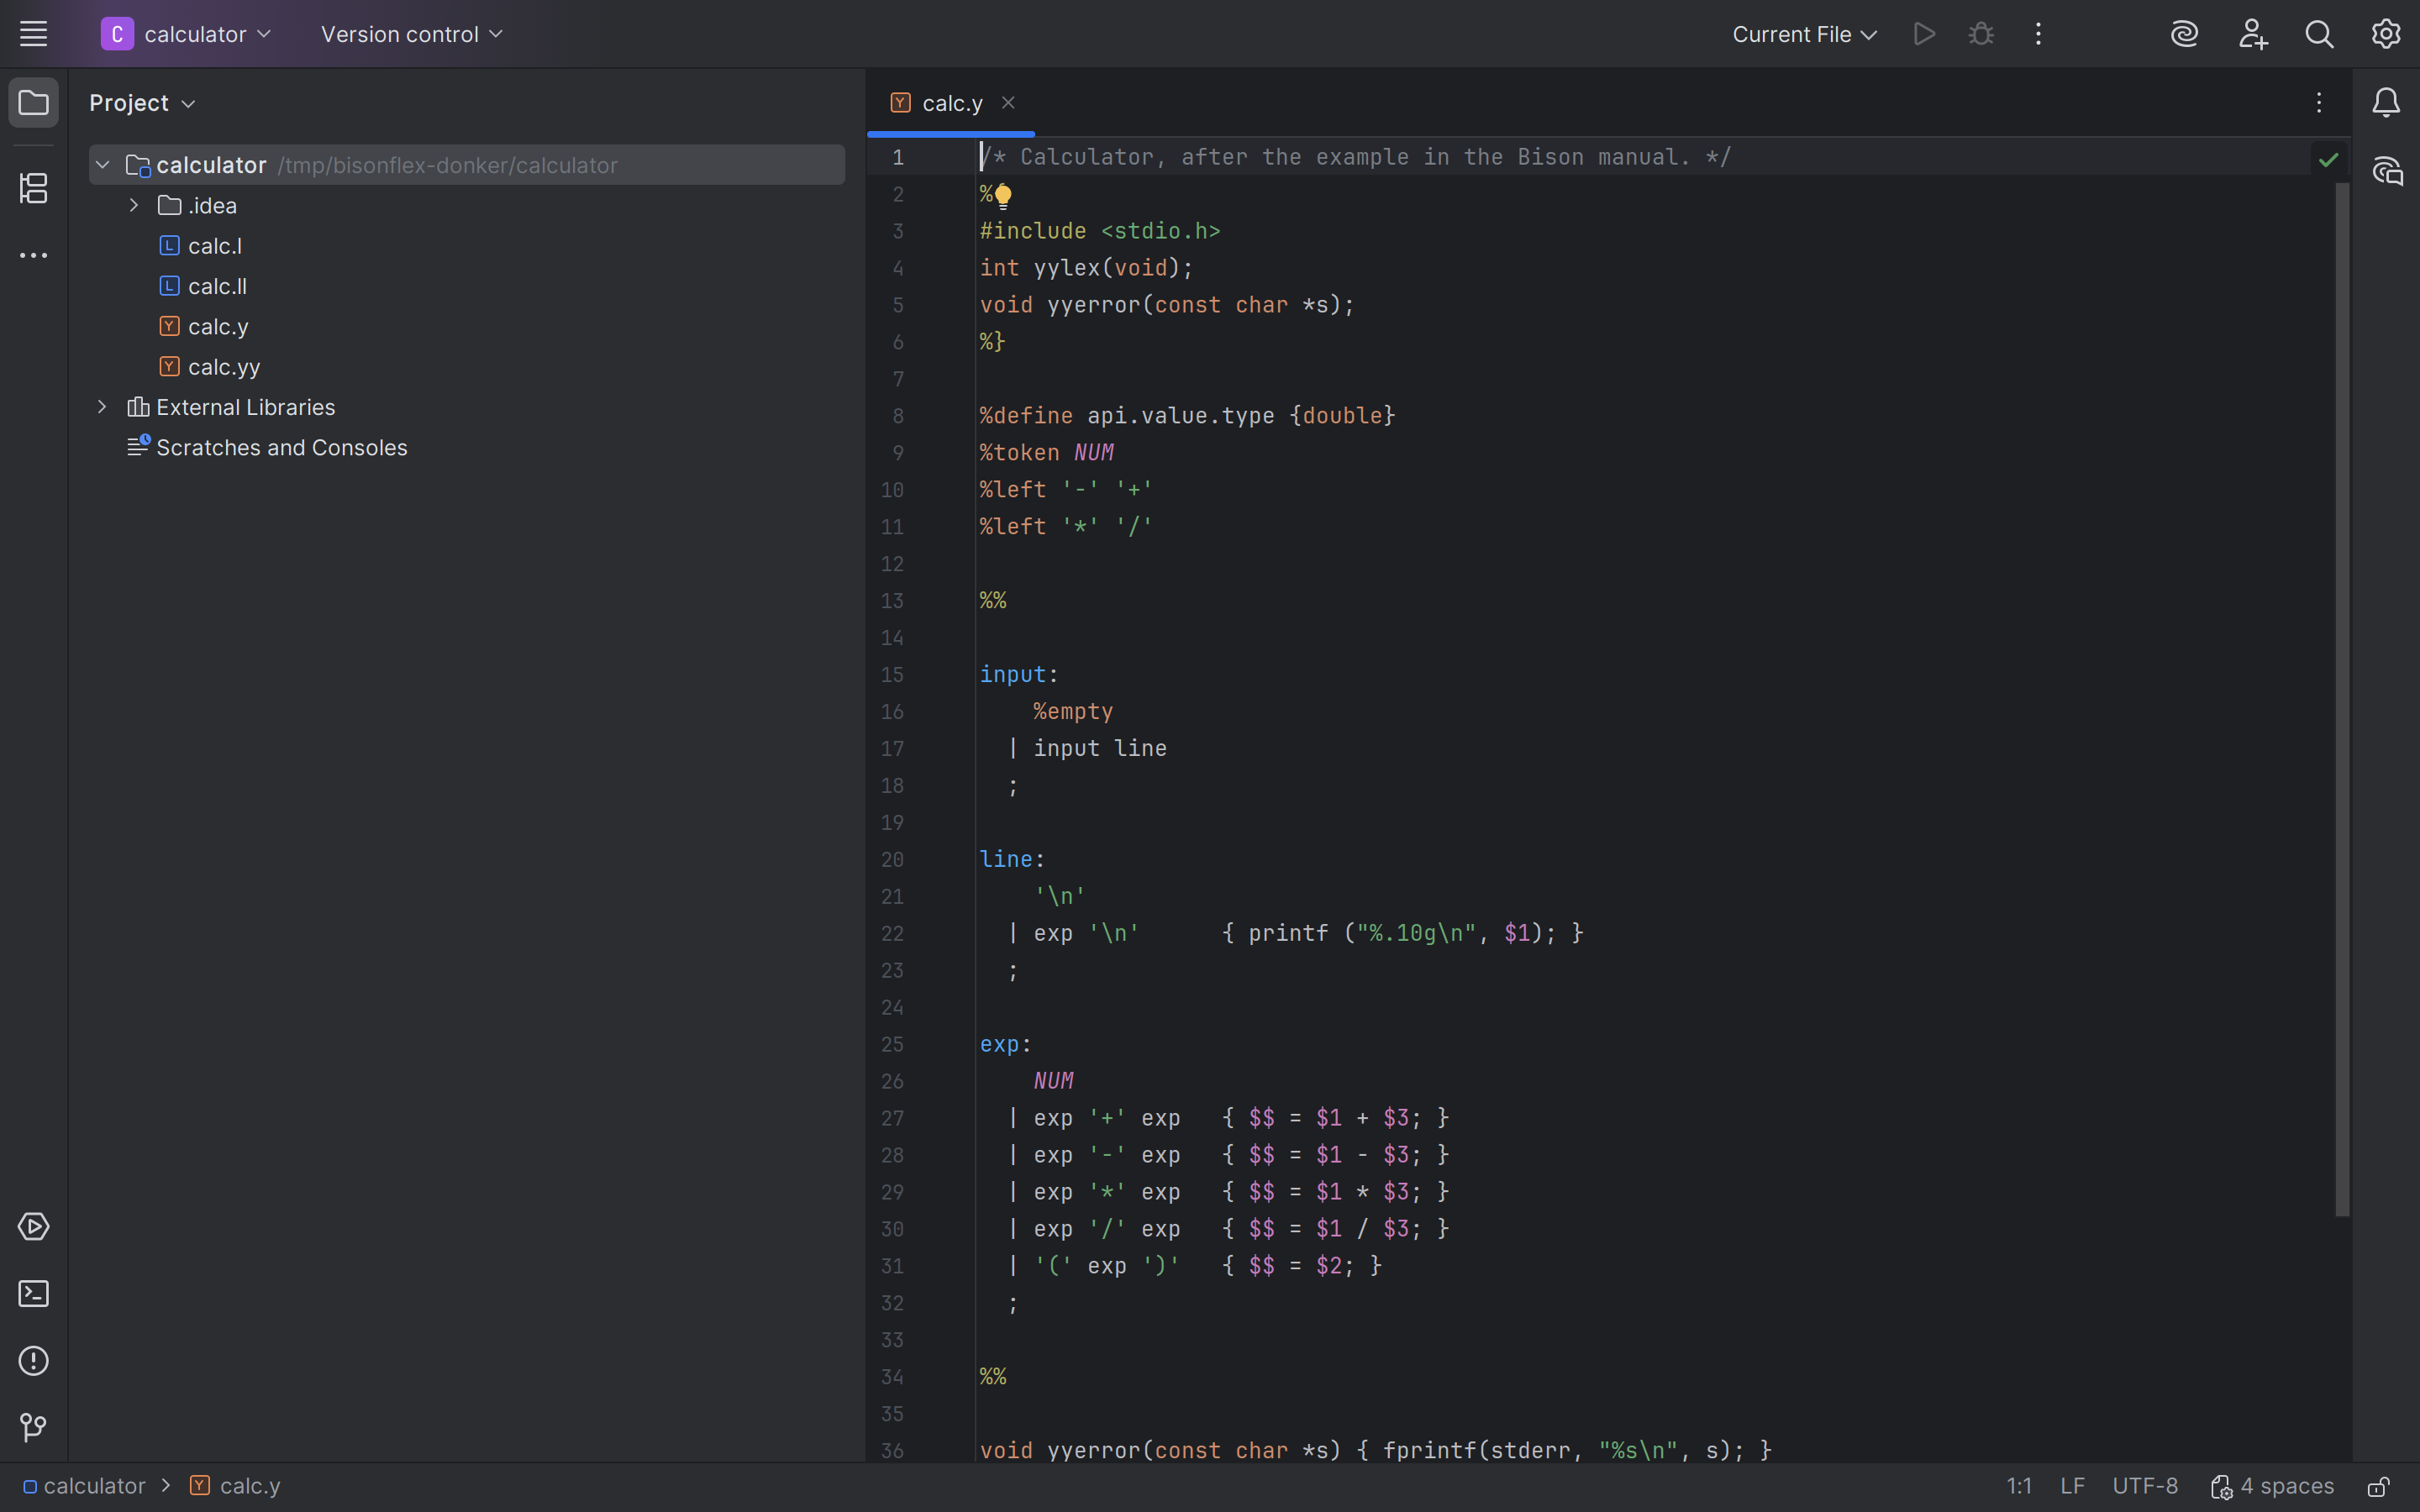 C calculator Version control Current File
Project
calculator /tmp/bisonflex-donker/calculator
.idea
L calc.l
L calc.ll
Y calc.y
Y calc.yy
External Libraries
Scratches and Consoles
Y calc.y
1 /* Calculator, after the example in the Bison manual. */
2 %
3 #include <stdio.h>
4 int yylex(void);
5 void yyerror(const char *s);
6 %}
7
8 %define api.value.type {double}
9 %token NUM
10 %left '-' '+'
11 %left '*' '/'
12
13 %%
14
15 input:
16 %empty
17 | input line
18 ;
19
20 line:
21 '\n'
22 | exp '\n' { printf ("%.10g\n", $1); }
23 ;
24
25 exp:
26 NUM
27 | exp '+' exp { $$ = $1 + $3; }
28 | exp '-' exp { $$ = $1 - $3; }
29 | exp '*' exp { $$ = $1 * $3; }
30 | exp '/' exp { $$ = $1 / $3; }
31 | '(' exp ')' { $$ = $2; }
32 ;
33
34 %%
35
36 void yyerror(const char *s) { fprintf(stderr, "%s\n", s); }
calculator > Y calc.y 1:1 LF UTF-8 4 spaces